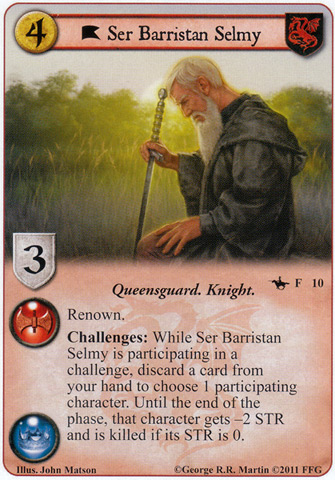 4
Ser Barristan Selmy
3
F 10
Queensguard. Knight.
Renown.
Challenges: While Ser Barristan
Selmy is participating in a
challenge, discard a card from
your hand to choose 1 participating
character. Until the end of the
phase, that character gets –2 STR
and is killed if its STR is 0.
Illus. John Matson ©George R.R. Martin ©2011 FFG